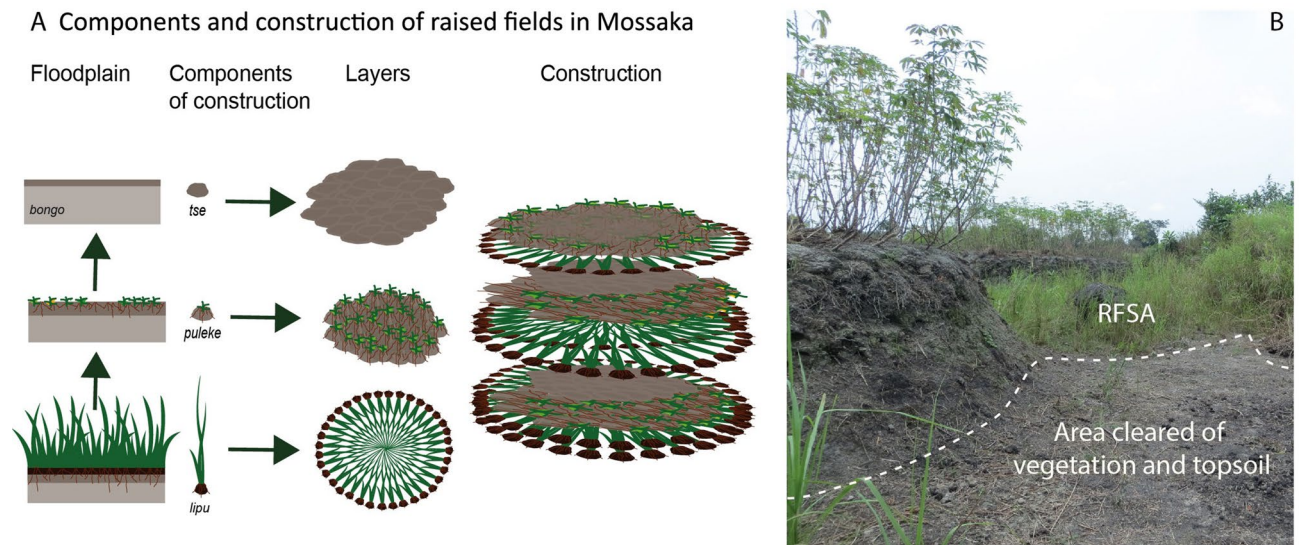 A Components and construction of raised fields in Mossaka
Floodplain
Components
of construction
Layers
Construction
bongo
tse
puleke
lipu
B
RFSA
Area cleared of
vegetation and topsoil